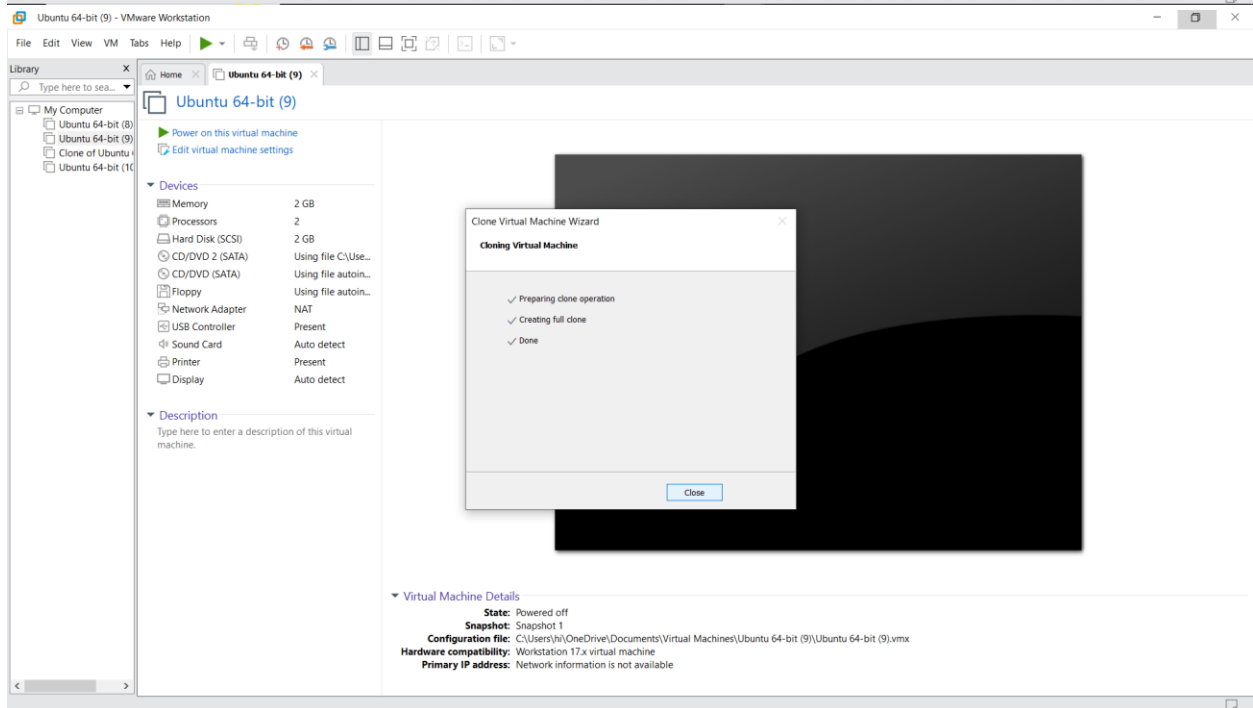 Ubuntu 64-bit (9) - VMware Workstation
File Edit View VM Tabs Help
Library X
Type here to sea...
My Computer
Ubuntu 64-bit (8)
Ubuntu 64-bit (9)
Clone of Ubuntu
Ubuntu 64-bit (10
Home
Ubuntu 64-bit (9)
Ubuntu 64-bit (9)
Power on this virtual machine
Edit virtual machine settings
Devices
Memory 2 GB
Processors 2
Hard Disk (SCSI) 2 GB
CD/DVD 2 (SATA) Using file C:\Use...
CD/DVD (SATA) Using file autoin...
Floppy Using file autoin...
Network Adapter NAT
USB Controller Present
Sound Card Auto detect
Printer Present
Display Auto detect
Description
Type here to enter a description of this virtual
machine.
Clone Virtual Machine Wizard
Cloning Virtual Machine
Preparing clone operation
Creating full clone
Done
Close
Virtual Machine Details
State: Powered off
Snapshot: Snapshot 1
Configuration file: C:\Users\hi\OneDrive\Documents\Virtual Machines\Ubuntu 64-bit (9)\Ubuntu 64-bit (9).vmx
Hardware compatibility: Workstation 17.x virtual machine
Primary IP address: Network information is not available